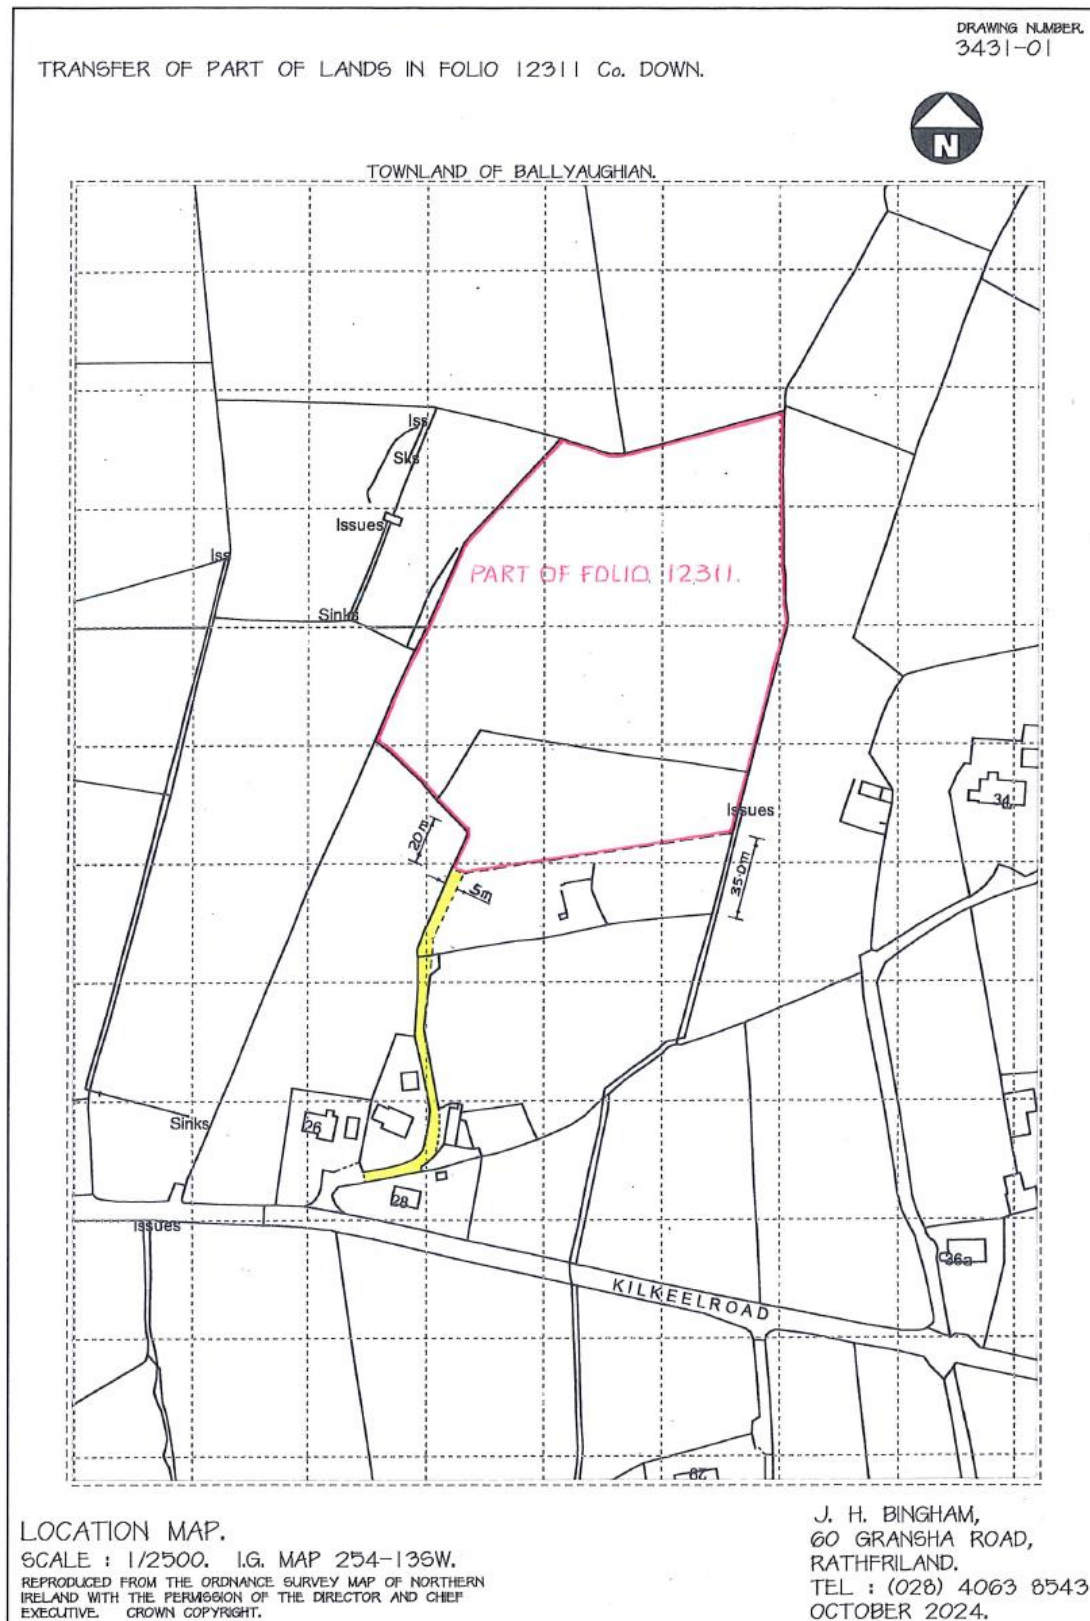 DRAWING NUMBER.
3431-01
TRANSFER OF PART OF LANDS IN FOLIO 12311 Co. DOWN.
N
TOWNLAND OF BALLYAUGHIAN.
Iss
Sks
Issues
Iss
PART OF FOLIO 12311.
Sinks
34
Issues
20m
35.0m
5m
Sinks
26
28
Issues
36a
KILKEELROAD
28
LOCATION MAP.
SCALE : 1/2500. I.G. MAP 254-13SW.
REPRODUCED FROM THE ORDNANCE SURVEY MAP OF NORTHERN
IRELAND WITH THE PERMISSION OF THE DIRECTOR AND CHIEF
EXECUTIVE. CROWN COPYRIGHT.
J. H. BINGHAM,
60 GRANSHA ROAD,
RATHFRILAND.
TEL : (028) 4063 8543
OCTOBER 2024.